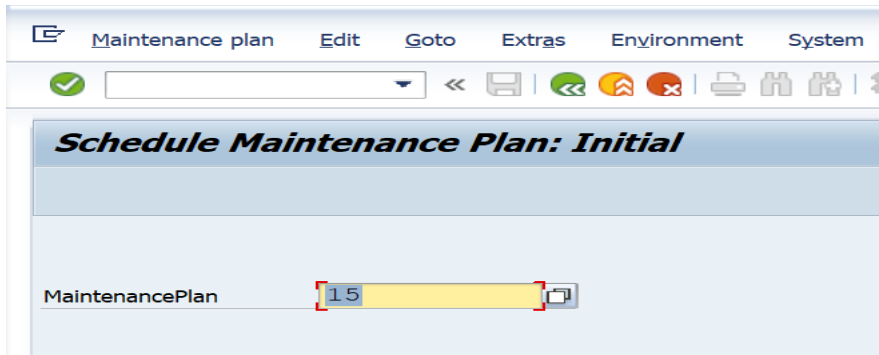 Maintenance plan Edit Goto Extras Environment System
Schedule Maintenance Plan: Initial
MaintenancePlan 15